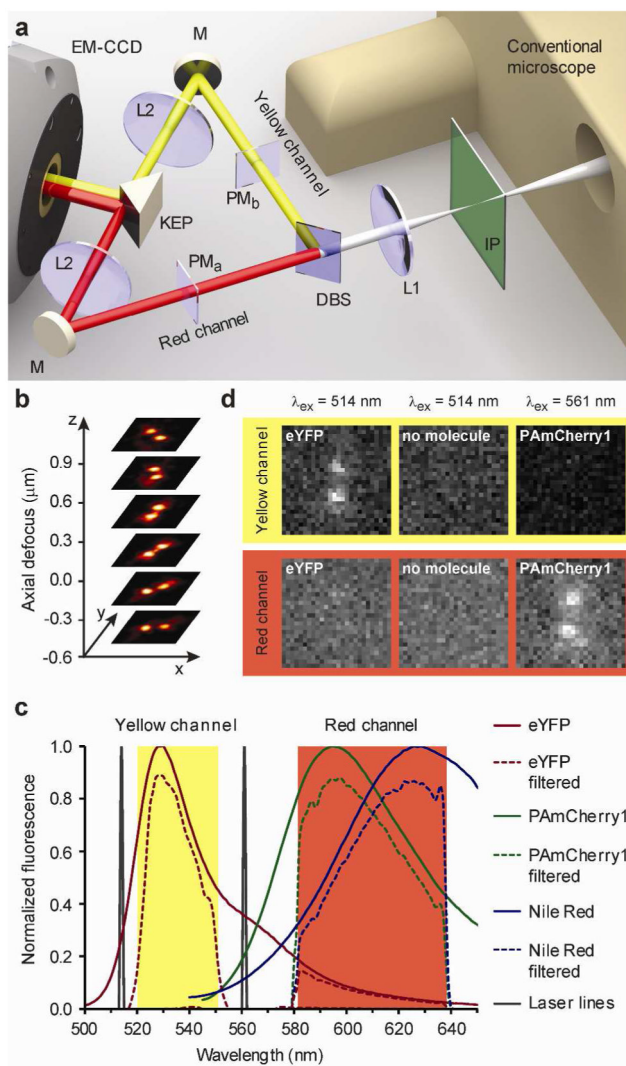 a
EM-CCD
M
Conventional
microscope
L2
Yellow channel
PMb
KEP
IP
L2
PMa
DBS
L1
Red channel
M
b
z
Axial defocus (μm)
0.9
0.6
0.3
0.0
-0.3
-0.6
y
x
d
λex = 514 nm
λex = 514 nm
λex = 561 nm
Yellow channel
eYFP
no molecule
PAmCherry1
Red channel
eYFP
no molecule
PAmCherry1
c
Yellow channel
Red channel
Normalized fluorescence
1.0
0.8
0.6
0.4
0.2
0.0
500
520
540
560
580
600
620
640
Wavelength (nm)
eYFP
eYFP
filtered
PAmCherry1
PAmCherry1
filtered
Nile Red
Nile Red
filtered
Laser lines